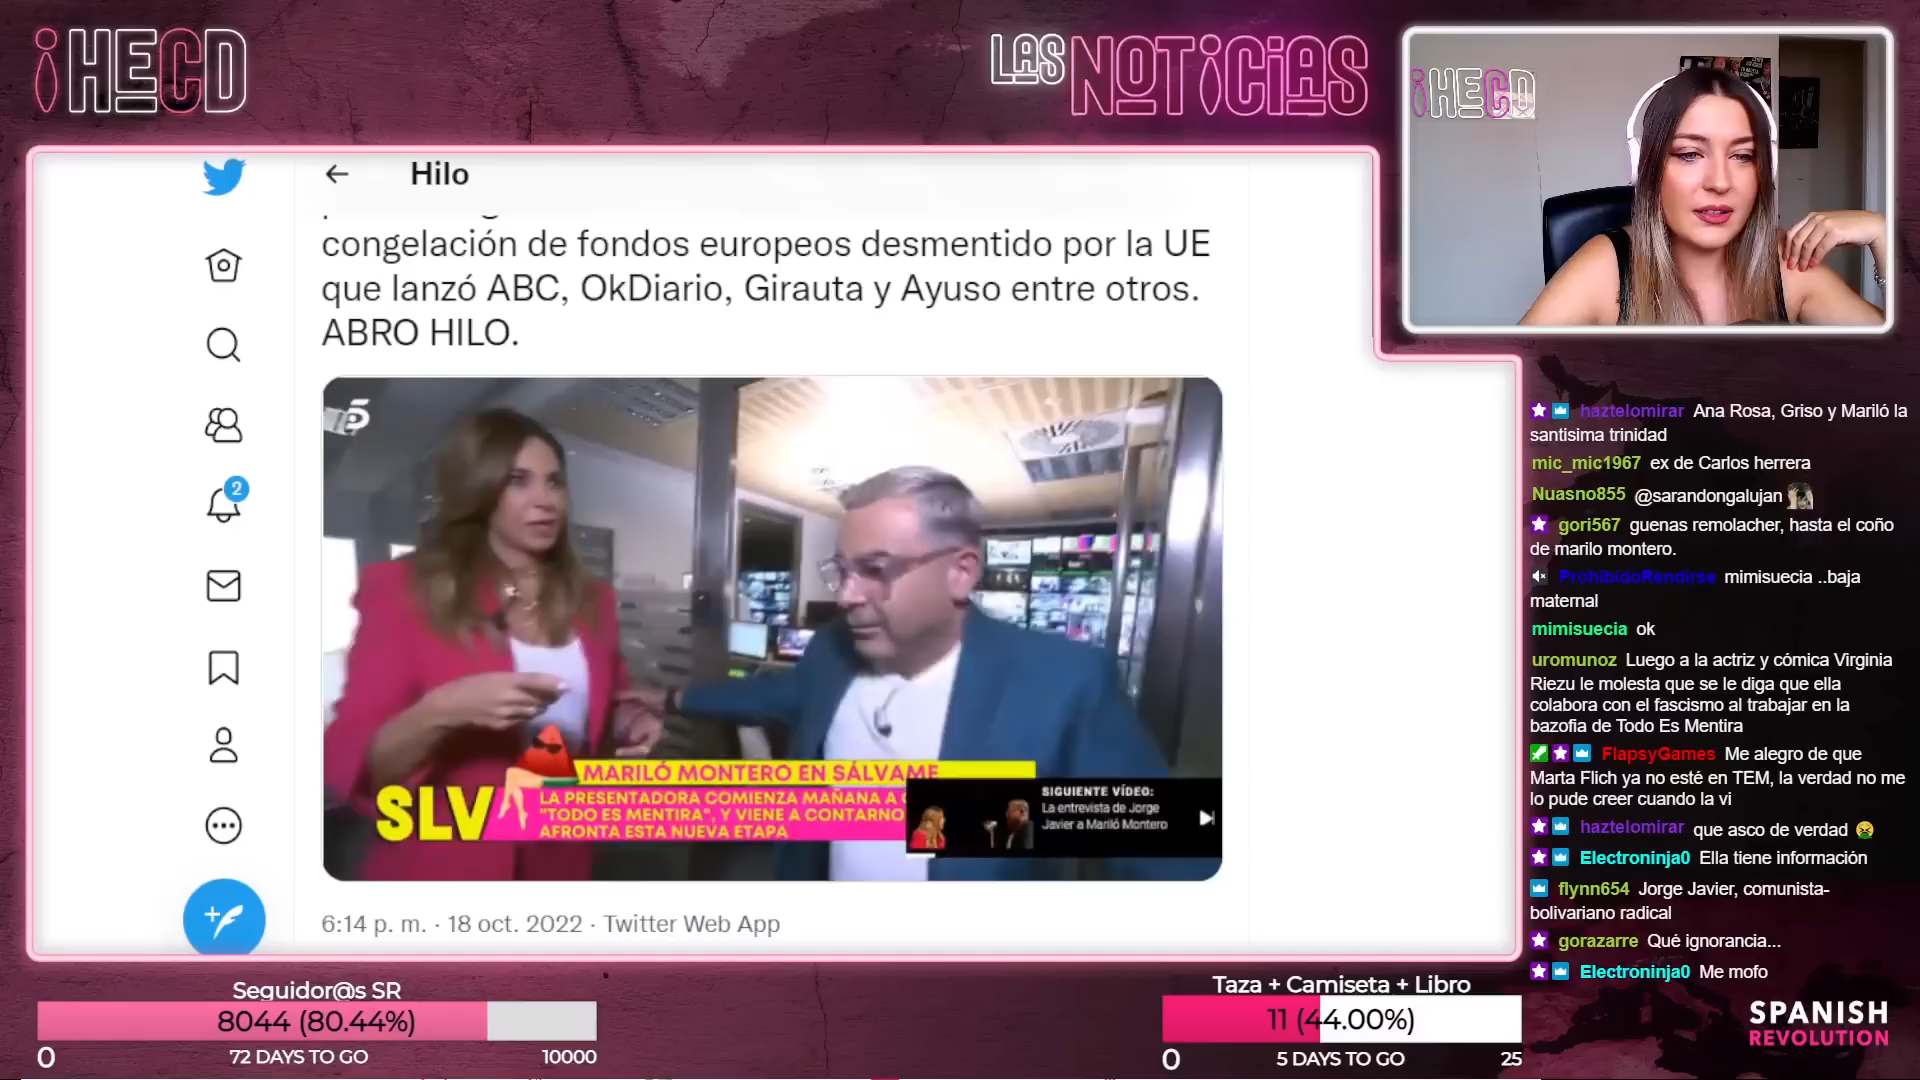 ¡HECD
LAS NOTICIAS
¡HECD
Hilo
congelación de fondos europeos desmentido por la UE
que lanzó ABC, OkDiario, Girauta y Ayuso entre otros.
ABRO HILO.
2
5
MARILÓ MONTERO EN SÁLVAME
SLV
LA PRESENTADORA COMIENZA MAÑANA A
"TODO ES MENTIRA", Y VIENE A CONTARNO
AFRONTA ESTA NUEVA ETAPA
SIGUIENTE VÍDEO:
La entrevista de Jorge
Javier a Mariló Montero
6:14 p. m. · 18 oct. 2022 · Twitter Web App
haztelomirar Ana Rosa, Griso y Mariló la
santisima trinidad
mic_mic1967 ex de Carlos herrera
Nuasno855 @sarandongalujan
gori567 guenas remolacher, hasta el coño
de marilo montero.
ProhibidoRendirse mimisuecia ..baja
maternal
mimisuecia ok
uromunoz Luego a la actriz y cómica Virginia
Riezu le molesta que se le diga que ella
colabora con el fascismo al trabajar en la
bazofia de Todo Es Mentira
FlapsyGames Me alegro de que
Marta Flich ya no esté en TEM, la verdad no me
lo pude creer cuando la vi
haztelomirar que asco de verdad
Electroninja0 Ella tiene información
flynn654 Jorge Javier, comunista-
bolivariano radical
gorazarre Qué ignorancia...
Electroninja0 Me mofo
Seguidor@s SR
8044 (80.44%)
0 72 DAYS TO GO 10000
Taza + Camiseta + Libro
11 (44.00%)
0 5 DAYS TO GO 25
SPANISH
REVOLUTION